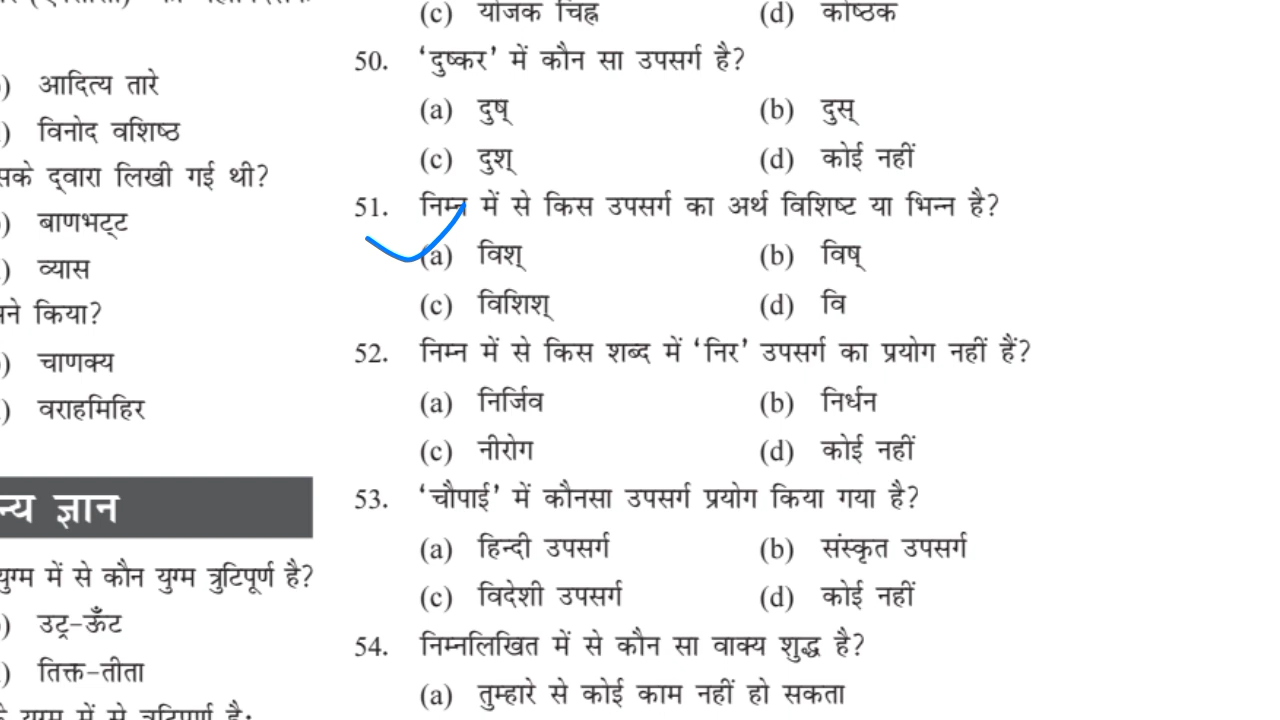 आदित्य तारे
विनोद वशिष्ठ
द्वारा लिखी गई थी?
बाणभट्ट
व्यास
किया?
चाणक्य
वराहमिहिर
ज्ञान
में से कौन युग्म त्रुटिपूर्ण है?
उट्र-ऊँट
तिक्त-तीता
(c) योजक चिह्न (d) कोष्ठक
50. ‘दुष्कर’ में कौन सा उपसर्ग है?
(a) दुष् (b) दुस्
(c) दुश् (d) कोई नहीं
51. निम्न में से किस उपसर्ग का अर्थ विशिष्ट या भिन्न है?
(a) विश् (b) विष्
(c) विशिश् (d) वि
52. निम्न में से किस शब्द में ‘निर’ उपसर्ग का प्रयोग नहीं हैं?
(a) निर्जिव (b) निर्धन
(c) नीरोग (d) कोई नहीं
53. ‘चौपाई’ में कौनसा उपसर्ग प्रयोग किया गया है?
(a) हिन्दी उपसर्ग (b) संस्कृत उपसर्ग
(c) विदेशी उपसर्ग (d) कोई नहीं
54. निम्नलिखित में से कौन सा वाक्य शुद्ध है?
(a) तुम्हारे से कोई काम नहीं हो सकता